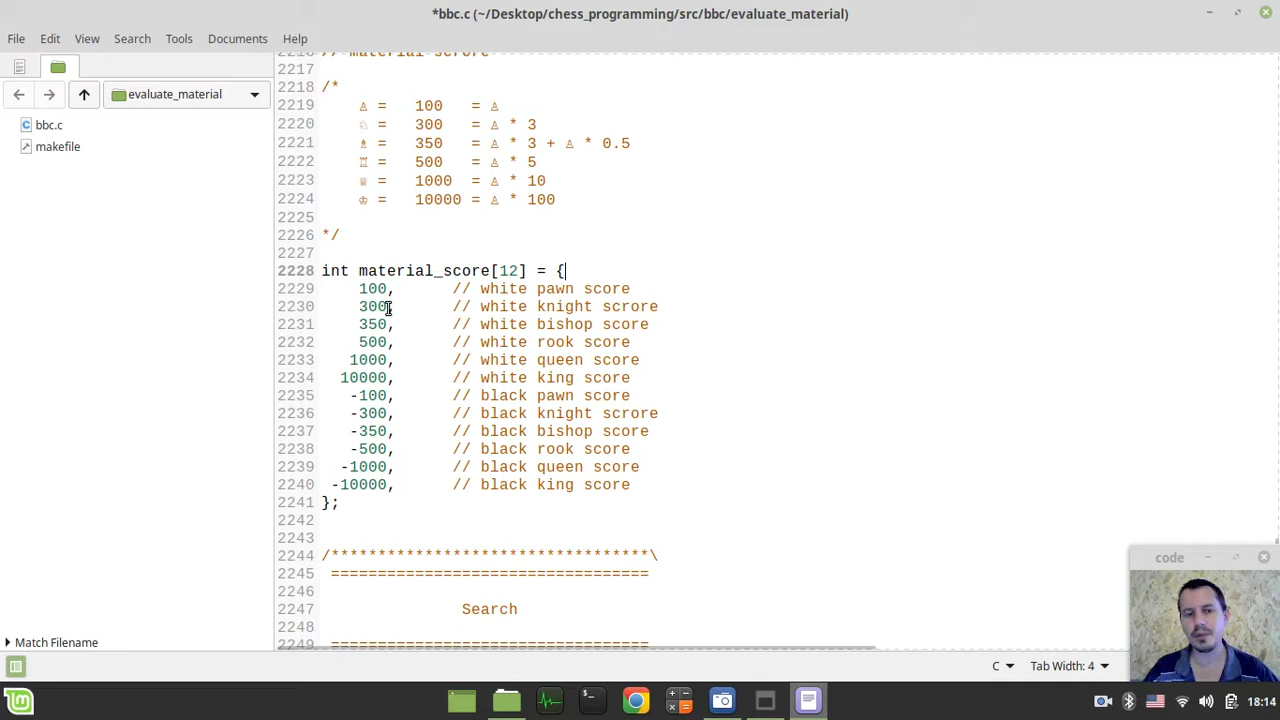 *bbc.c (~/Desktop/chess_programming/src/bbc/evaluate_material)
File Edit View Search Tools Documents Help
evaluate_material
bbc.c
makefile
Match Filename
2216 // material scrore
2217
2218 /*
2219 ♙ = 100 = ♙
2220 ♘ = 300 = ♙ * 3
2221 ♗ = 350 = ♙ * 3 + ♙ * 0.5
2222 ♖ = 500 = ♙ * 5
2223 ♕ = 1000 = ♙ * 10
2224 ♔ = 10000 = ♙ * 100
2225
2226 */
2227
2228 int material_score[12] = {
2229 100, // white pawn score
2230 300, // white knight scrore
2231 350, // white bishop score
2232 500, // white rook score
2233 1000, // white queen score
2234 10000, // white king score
2235 -100, // black pawn score
2236 -300, // black knight scrore
2237 -350, // black bishop score
2238 -500, // black rook score
2239 -1000, // black queen score
2240 -10000, // black king score
2241 };
2242
2243
2244 /**********************************\
2245 ==================================
2246
2247 Search
2248
2249 ==================================
code
C Tab Width: 4
18:14